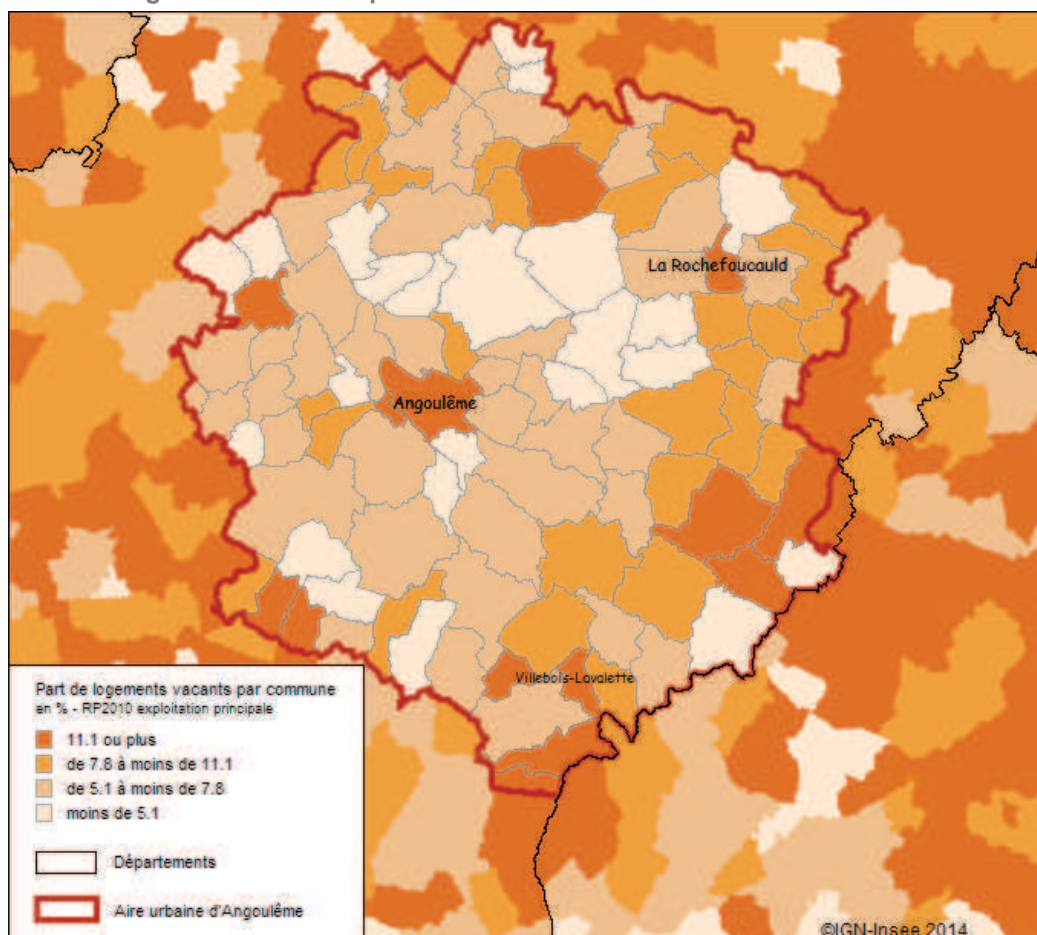 La Rochefoucauld
Angoulême
Villebois-Lavalette
Part de logements vacants par commune
en % - RP2010 exploitation principale
11.1 ou plus
de 7.8 à moins de 11.1
de 5.1 à moins de 7.8
moins de 5.1
Départements
Aire urbaine d'Angoulême
©IGN-Insee 2014